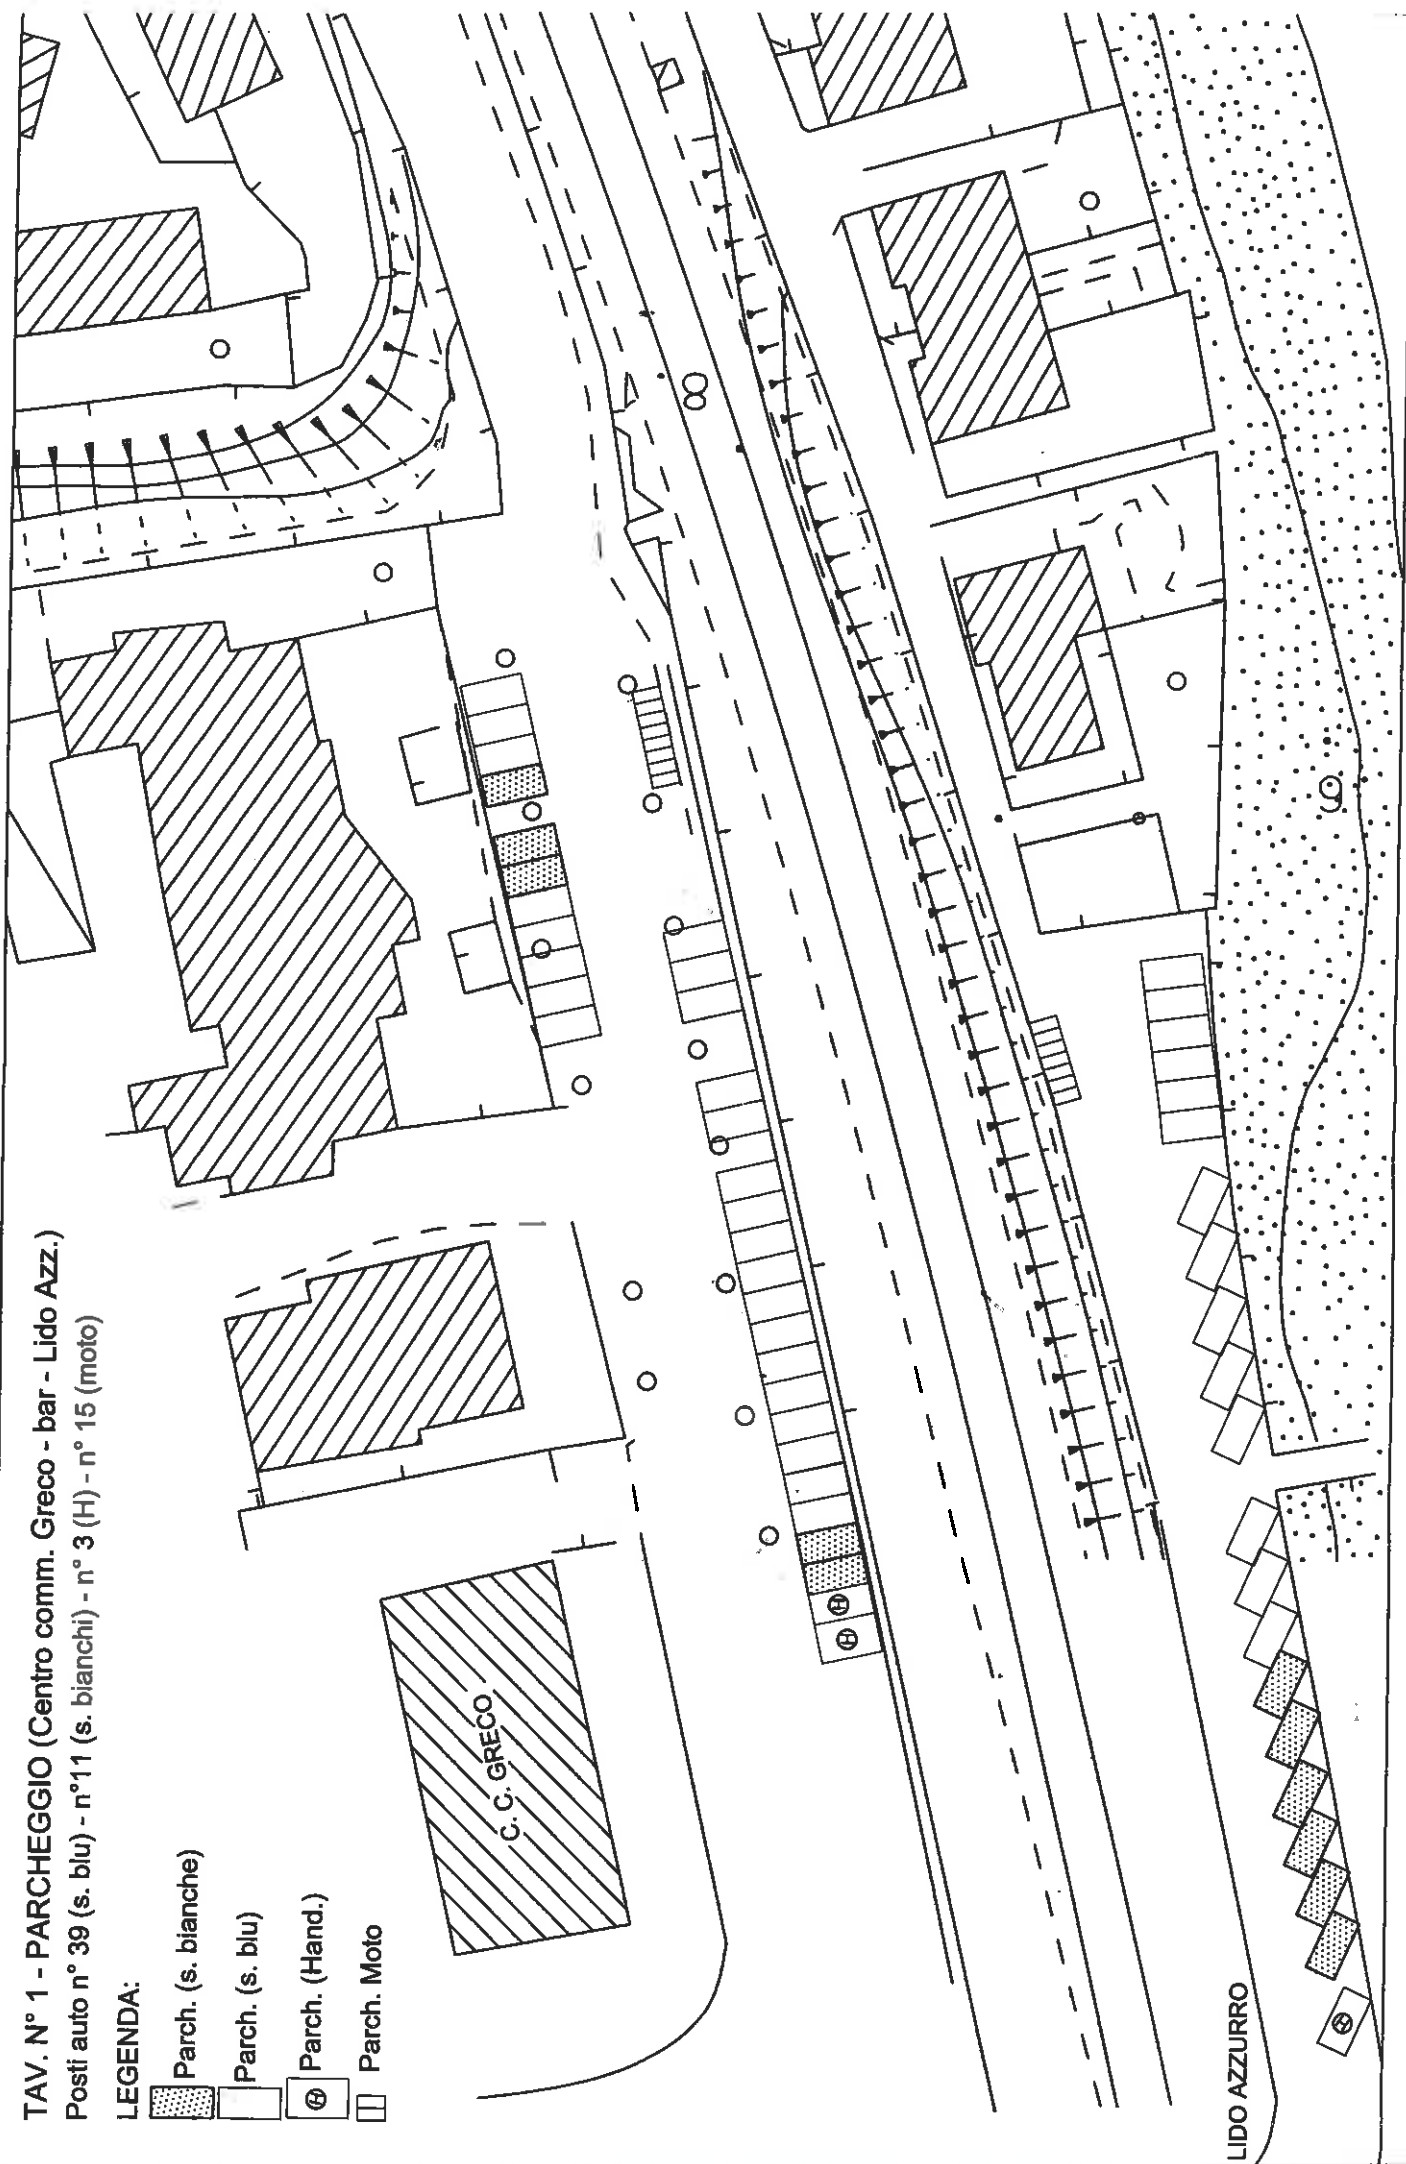 TAV. N° 1 - PARCHEGGIO (Centro comm. Greco - bar - Lido Azz.)
Posti auto n° 39 (s. blu) - n°11 (s. bianchi) - n° 3 (H) - n° 15 (moto)
LEGENDA:
Parch. (s. bianche)
Parch. (s. blu)
H Parch. (Hand.)
Parch. Moto
C. C. GRECO
H
H
LIDO AZZURRO
H